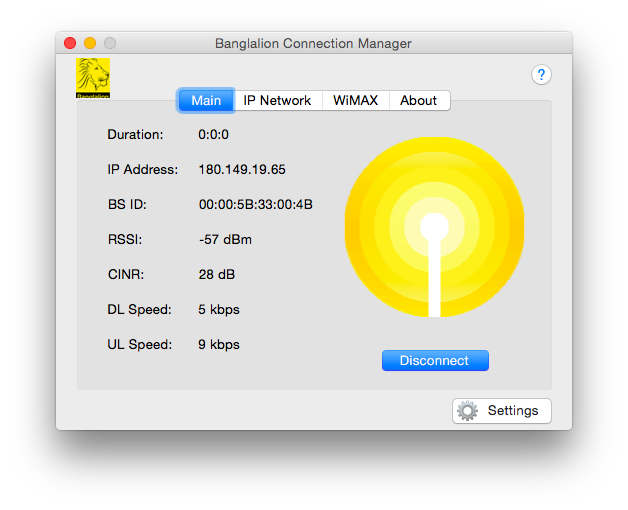 Banglalion Connection Manager
Banglalion
?
Main IP Network WiMAX About
Duration: 0:0:0
IP Address: 180.149.19.65
BS ID: 00:00:5B:33:00:4B
RSSI: -57 dBm
CINR: 28 dB
DL Speed: 5 kbps
UL Speed: 9 kbps
Disconnect
Settings